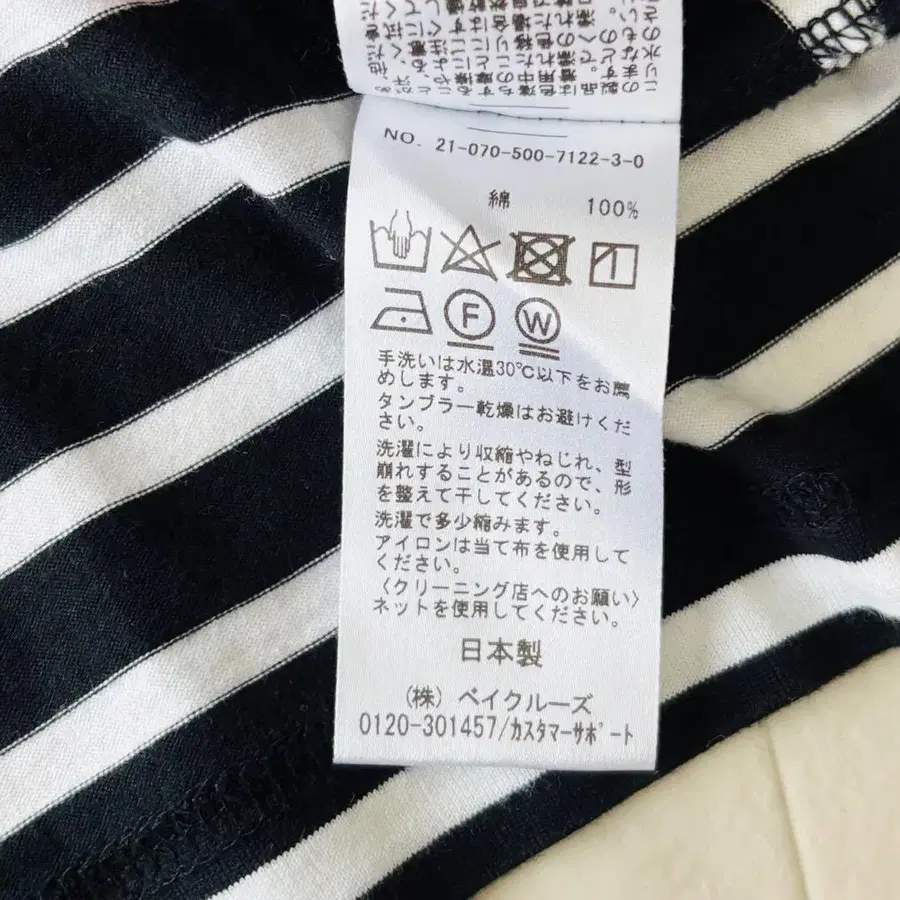 NO. 21-070-500-7122-3-0
綿 100%
F W
手洗いは水温30℃以下をお薦
めします。
タンブラー乾燥はお避けくだ
さい。
洗濯により収縮やねじれ、型
崩れすることがあるので、形
を整えて干してください。
洗濯で多少縮みます。
アイロンは当て布を使用して
ください。
〈クリーニング店へのお願い〉
ネットを使用してください。
日本製
(株) ベイクルーズ
0120-301457/ｶｽﾀﾏｰｻﾎﾟｰﾄ